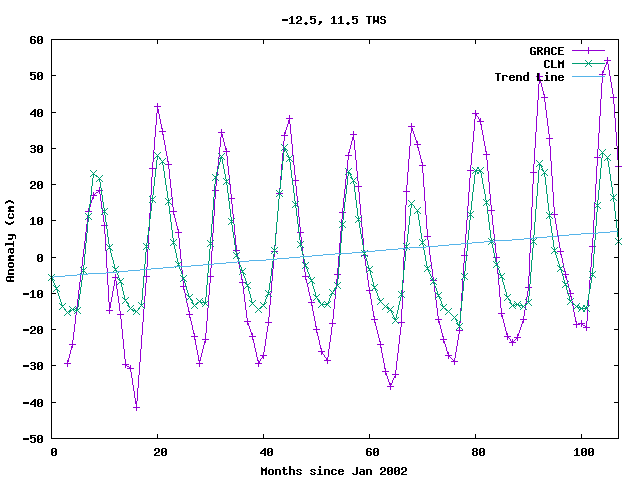 -12.5, 11.5 TWS
GRACE
CLM
Trend Line
60
50
40
30
20
10
0
-10
-20
-30
-40
-50
Anomaly (cm)
0 20 40 60 80 100
Months since Jan 2002